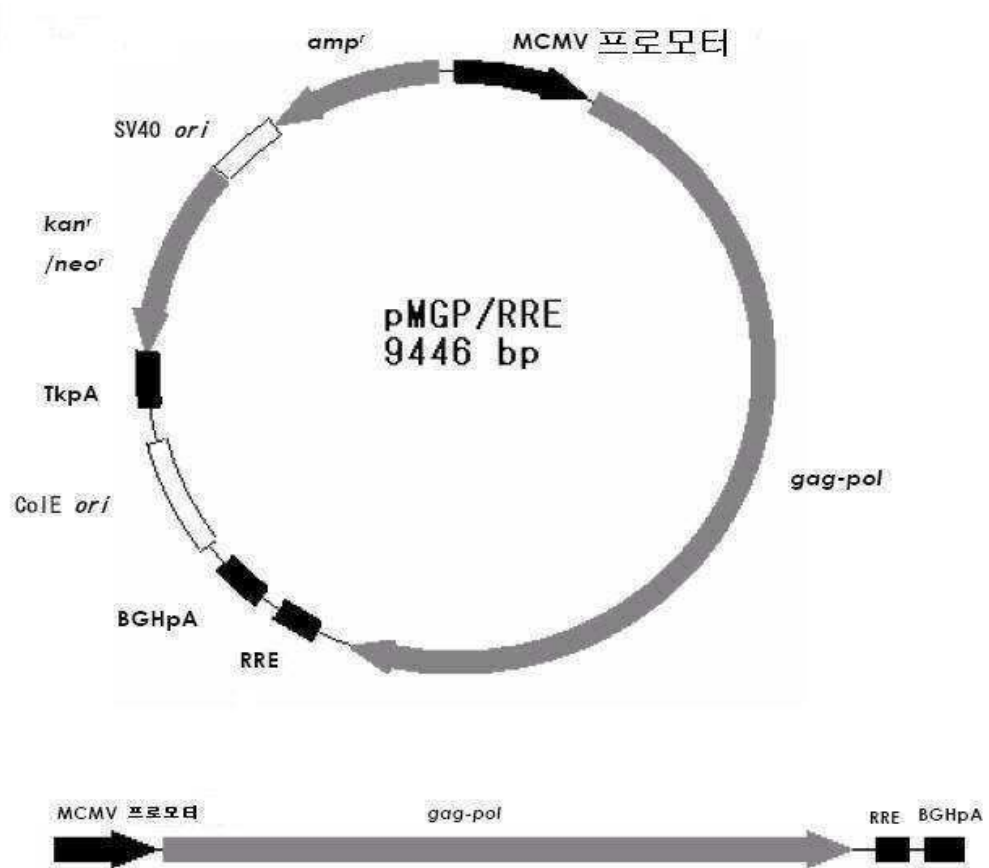 ampʳ
MCMV 프로모터
SV40 ori
kanʳ
/neoʳ
pMGP/RRE
9446 bp
TkpA
gag-pol
ColE ori
BGHpA
RRE
MCMV 프로모터
gag-pol
RRE
BGHpA